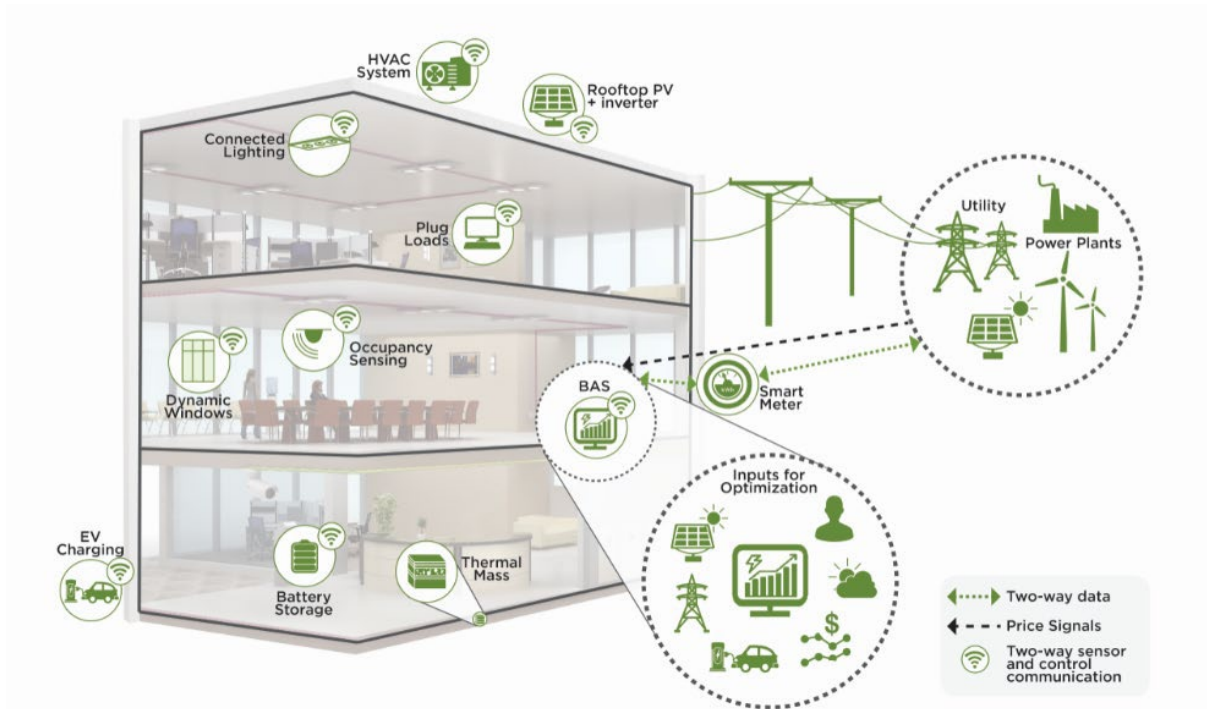 HVAC
System
Rooftop PV
+ inverter
Connected
Lighting
Plug
Loads
Utility
Power Plants
Occupancy
Sensing
Dynamic
Windows
BAS
Smart
Meter
Inputs for
Optimization
$
EV
Charging
Battery
Storage
Thermal
Mass
Two-way data
Price Signals
Two-way sensor
and control
communication